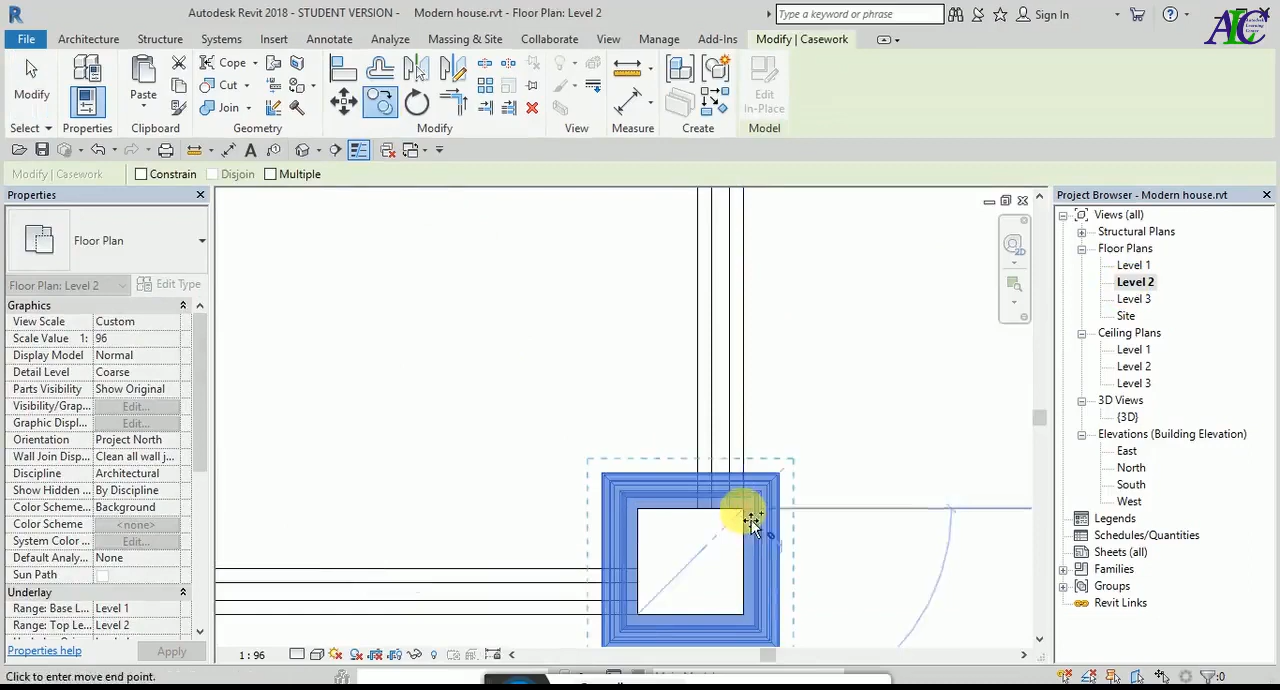 Autodesk Revit 2018 - STUDENT VERSION - Modern house.rvt - Floor Plan: Level 2
Type a keyword or phrase
Sign In
ALC
File Architecture Structure Systems Insert Annotate Analyze Massing & Site Collaborate View Manage Add-Ins Modify | Casework
Modify
Cope
Cut
Join
Paste
Edit
In-Place
Select Properties Clipboard Geometry Modify View Measure Create Model
Modify | Casework Constrain Disjoin Multiple
Properties
Floor Plan
Floor Plan: Level 2 Edit Type
Graphics
View Scale Custom
Scale Value 1: 96
Display Model Normal
Detail Level Coarse
Parts Visibility Show Original
Visibility/Grap... Edit...
Graphic Displ... Edit...
Orientation Project North
Wall Join Disp... Clean all wall j...
Discipline Architectural
Show Hidden ... By Discipline
Color Scheme... Background
Color Scheme <none>
System Color ... Edit...
Default Analy... None
Sun Path
Underlay
Range: Base L... Level 1
Range: Top Le... Level 2
Properties help Apply
2D
1 : 96
Project Browser - Modern house.rvt
Views (all)
Structural Plans
Floor Plans
Level 1
Level 2
Level 3
Site
Ceiling Plans
Level 1
Level 2
Level 3
3D Views
{3D}
Elevations (Building Elevation)
East
North
South
West
Legends
Schedules/Quantities
Sheets (all)
Families
Groups
Revit Links
Click to enter move end point.
:0